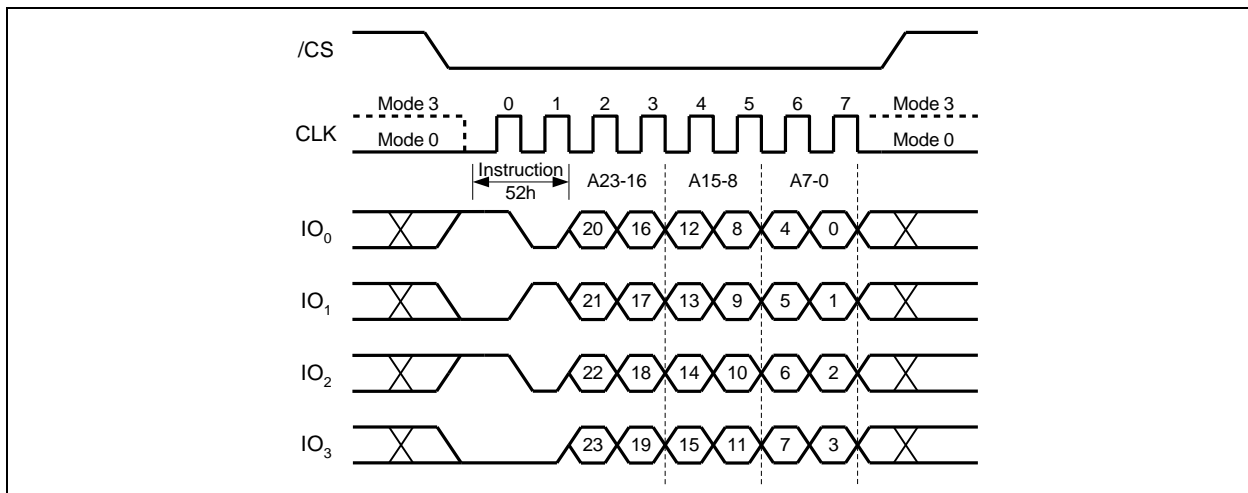 /CS
Mode 3 0 1 2 3 4 5 6 7 Mode 3
CLK
Mode 0 Mode 0
Instruction
52h
A23-16 A15-8 A7-0
IO0 20 16 12 8 4 0
IO1 21 17 13 9 5 1
IO2 22 18 14 10 6 2
IO3 23 19 15 11 7 3